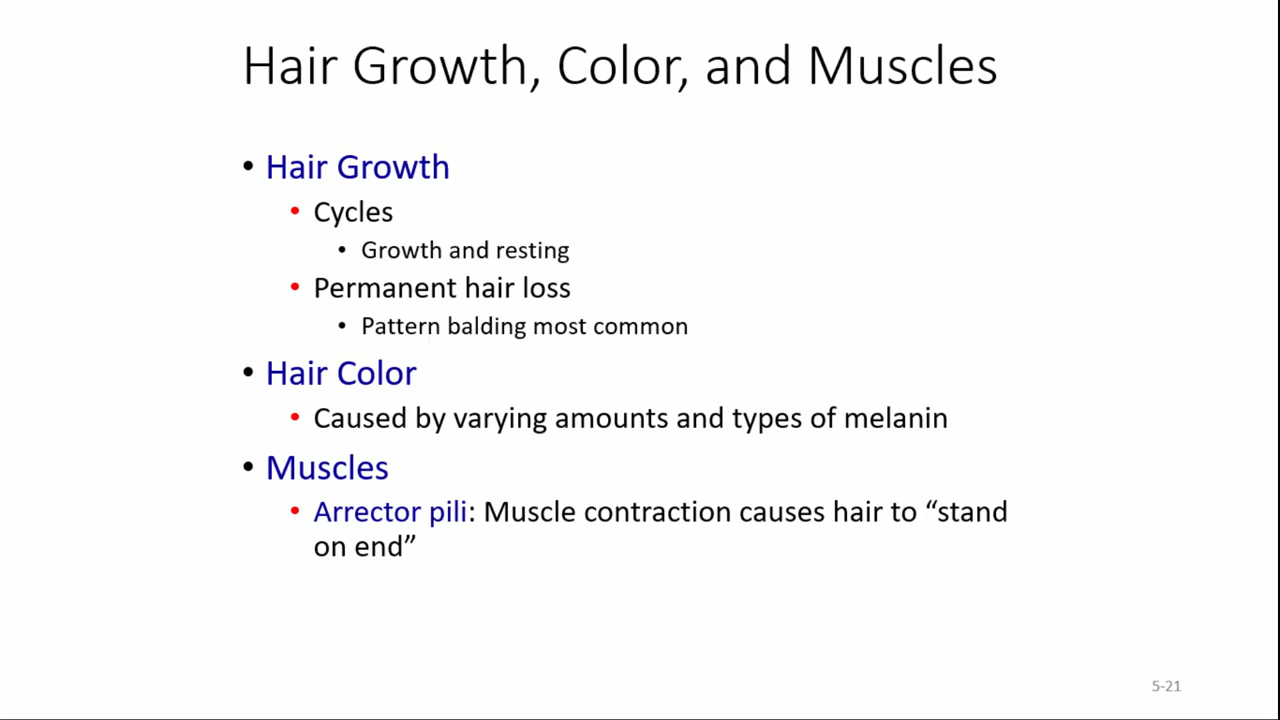 Hair Growth, Color, and Muscles
• Hair Growth
• Cycles
• Growth and resting
• Permanent hair loss
• Pattern balding most common
• Hair Color
• Caused by varying amounts and types of melanin
• Muscles
• Arrector pili: Muscle contraction causes hair to “stand
on end”
5-21